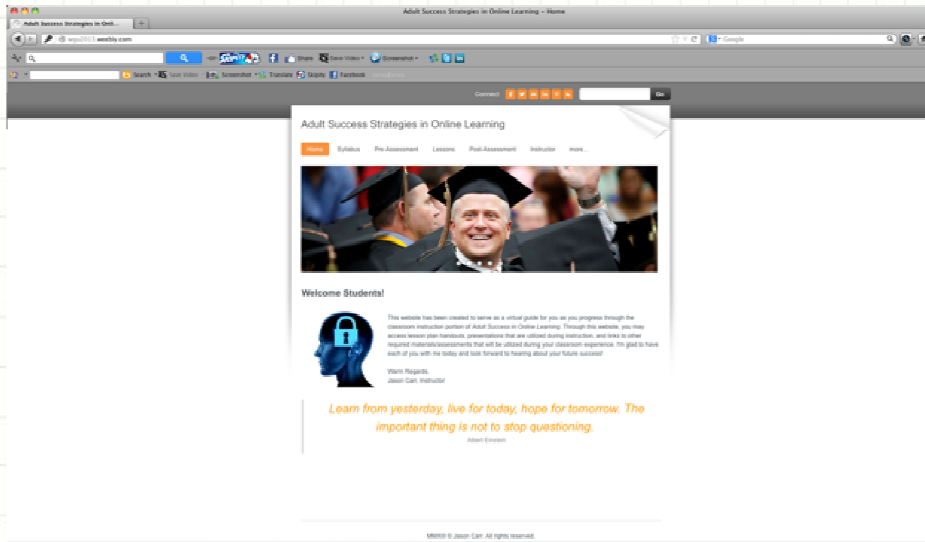 Adult Success Strategies in Online Learning – Home
Adult Success Strategies in Onli...
wgu2011.weebly.com
Google
Share Save Video Screenshot
Search Save Video Screenshot Translate Skipity Facebook
Connect: Go
Adult Success Strategies in Online Learning
Home Syllabus Pre-Assessment Lessons Post-Assessment Instructor more...
Welcome Students!
This website has been created to serve as a virtual guide for you as you progress through the
classroom instruction portion of Adult Success in Online Learning. Through this website, you may
access lesson plan handouts, presentations that are utilized during instruction, and links to other
required materials/assessments that will be utilized during your classroom experience. I'm glad to have
each of you with me today and look forward to hearing about your future success!
Warm Regards,
Jason Carr, Instructor
Learn from yesterday, live for today, hope for tomorrow. The
important thing is not to stop questioning.
Albert Einstein
© Jason Carr. All rights reserved.